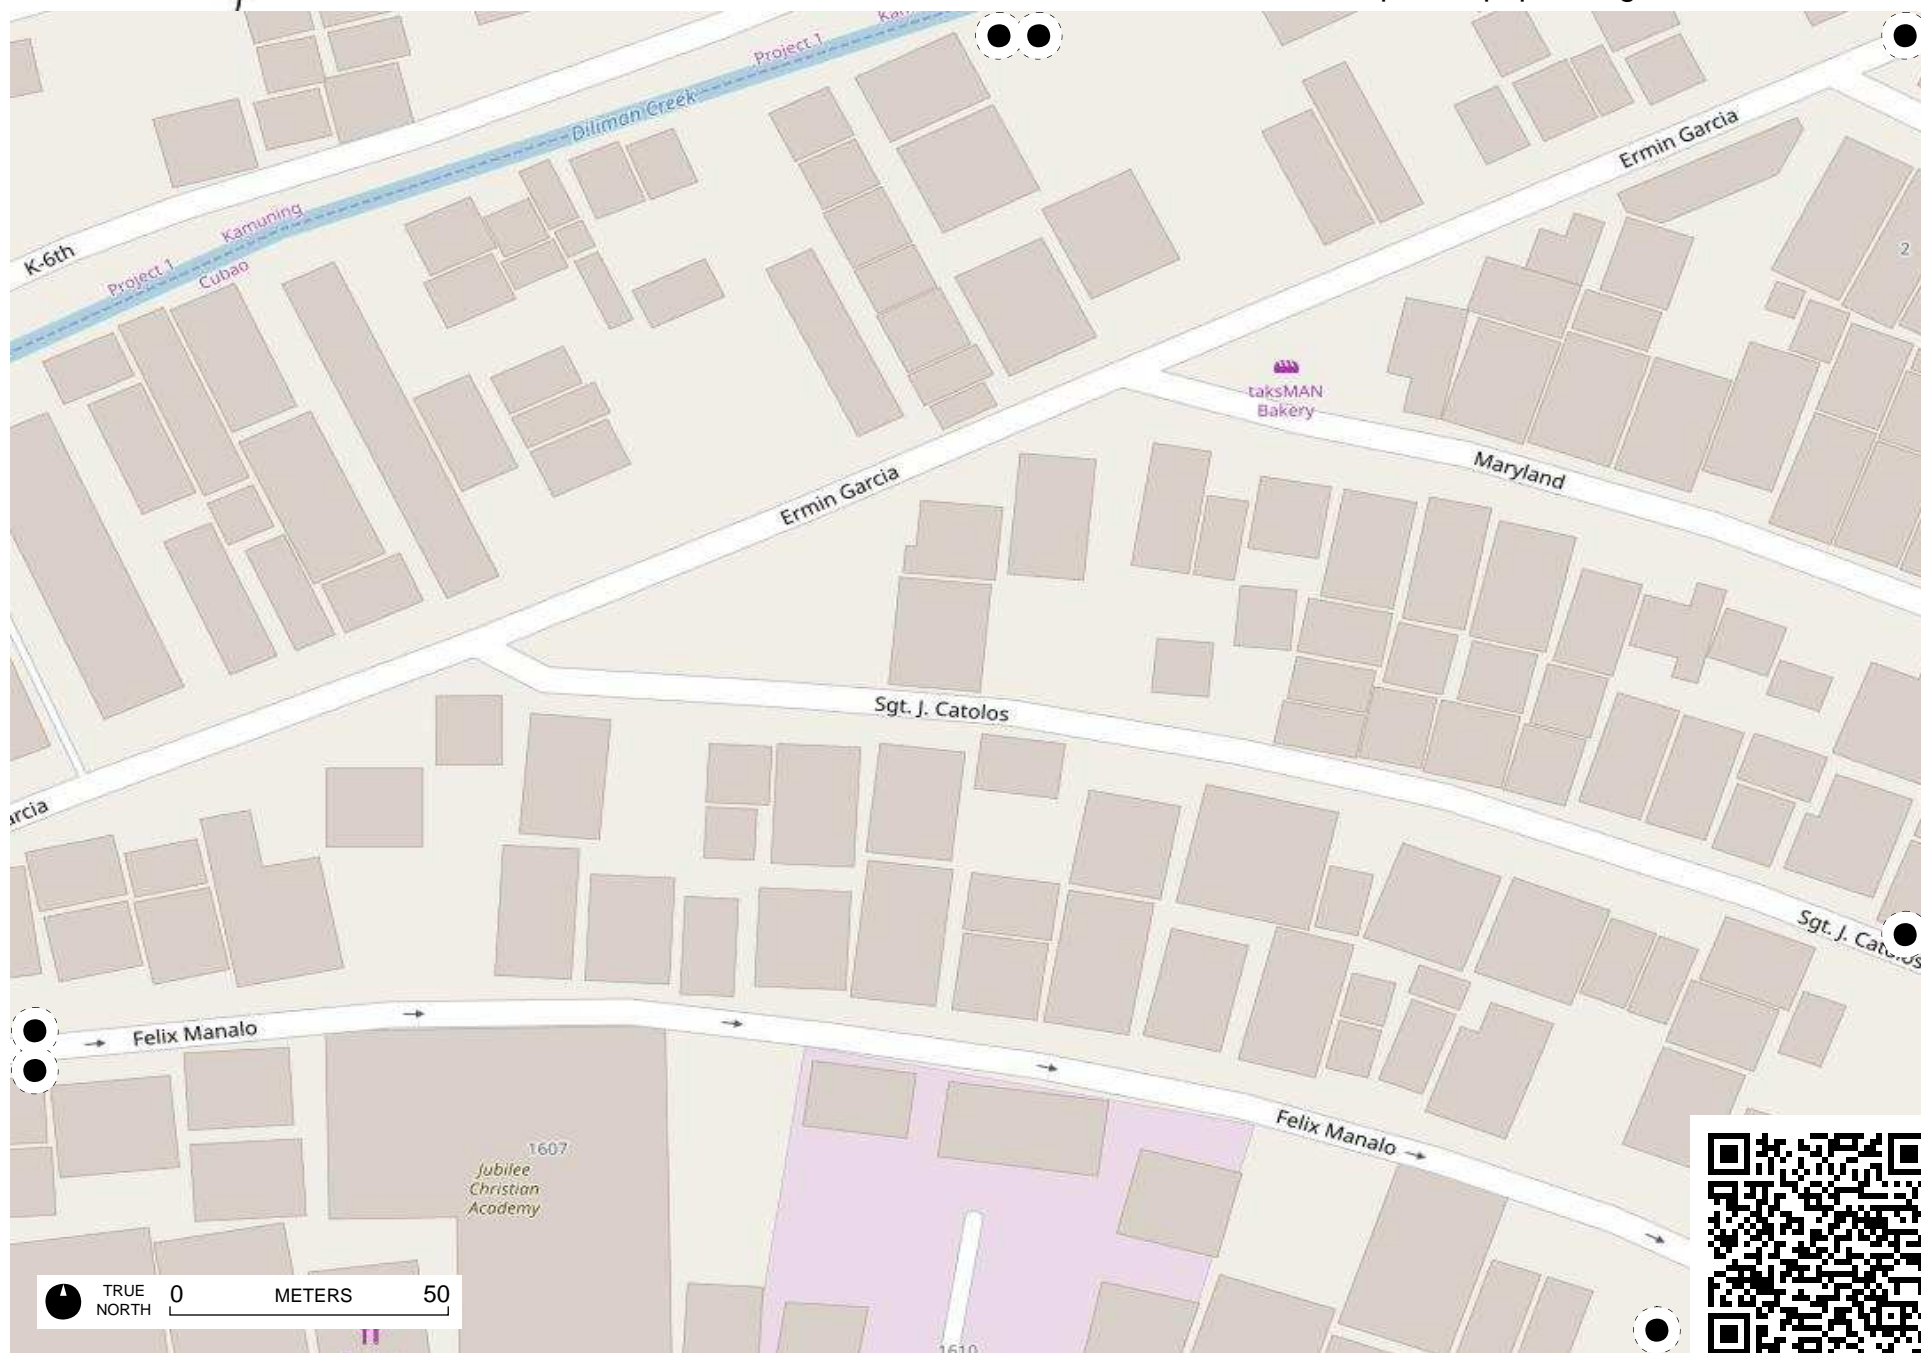 Project 1
Diliman Creek
Kamuning
K-6th
Project 1
Cubao
Ermin Garcia
2
taksMAN
Bakery
Maryland
Ermin Garcia
Sgt. J. Catolos
arcia
Sgt. J. Catolos
Felix Manalo
Felix Manalo
1607
Jubilee
Christian
Academy
TRUE
NORTH
0 METERS 50
1610